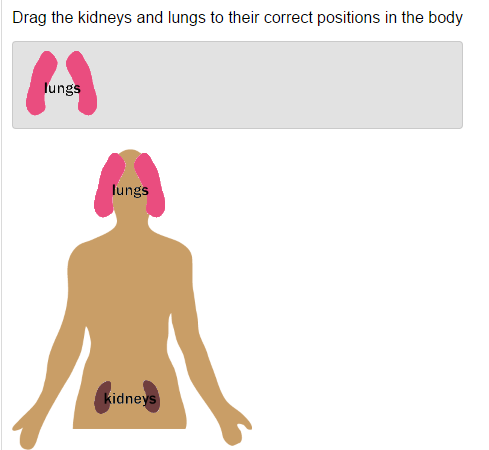 Drag the kidneys and lungs to their correct positions in the body
lungs
lungs
kidneys